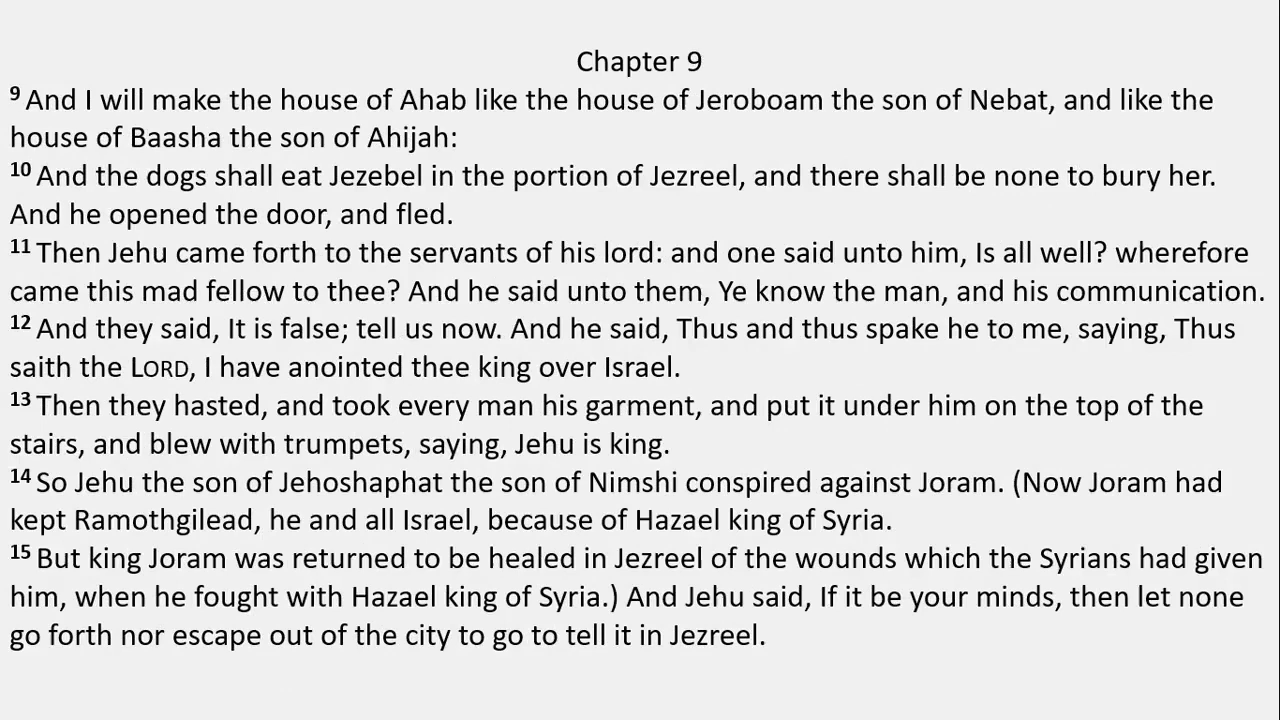 Chapter 9
9 And I will make the house of Ahab like the house of Jeroboam the son of Nebat, and like the
house of Baasha the son of Ahijah:
10 And the dogs shall eat Jezebel in the portion of Jezreel, and there shall be none to bury her.
And he opened the door, and fled.
11 Then Jehu came forth to the servants of his lord: and one said unto him, Is all well? wherefore
came this mad fellow to thee? And he said unto them, Ye know the man, and his communication.
12 And they said, It is false; tell us now. And he said, Thus and thus spake he to me, saying, Thus
saith the LORD, I have anointed thee king over Israel.
13 Then they hasted, and took every man his garment, and put it under him on the top of the
stairs, and blew with trumpets, saying, Jehu is king.
14 So Jehu the son of Jehoshaphat the son of Nimshi conspired against Joram. (Now Joram had
kept Ramothgilead, he and all Israel, because of Hazael king of Syria.
15 But king Joram was returned to be healed in Jezreel of the wounds which the Syrians had given
him, when he fought with Hazael king of Syria.) And Jehu said, If it be your minds, then let none
go forth nor escape out of the city to go to tell it in Jezreel.